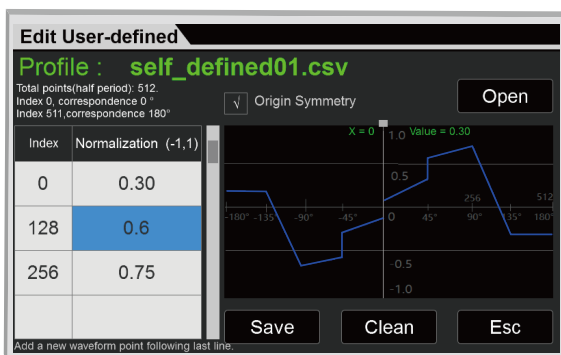 Edit User-defined
Profile : self_defined01.csv
Total points(half period): 512.
Index 0, correspondence 0 °
Index 511,correspondence 180°
√ Origin Symmetry
Open
Index Normalization (-1,1)
0 0.30
128 0.6
256 0.75
X = 0 1.0 Value = 0.30
0.5
256 512
-180° -135° -90° -45° 0 45° 90° 135° 180°
-0.5
-1.0
Save Clean Esc
Add a new waveform point following last line.